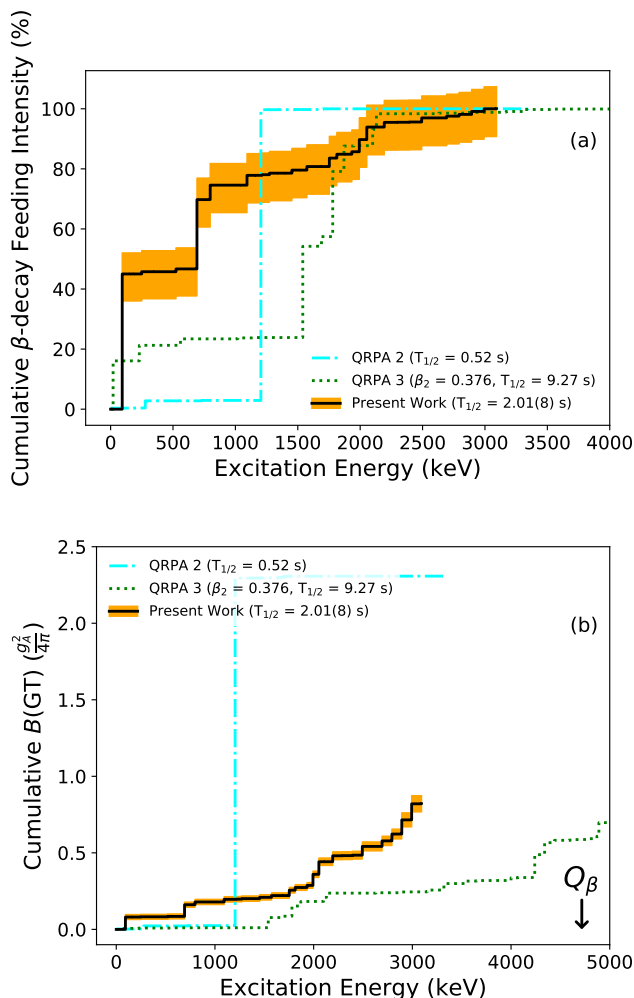 Cumulative β-decay Feeding Intensity (%)
100
80
60
40
20
0
(a)
QRPA 2 (T1/2 = 0.52 s)
QRPA 3 (β2 = 0.376, T1/2 = 9.27 s)
Present Work (T1/2 = 2.01(8) s)
0 500 1000 1500 2000 2500 3000 3500 4000
Excitation Energy (keV)
Cumulative B(GT) (g²A/4π)
2.5
2.0
1.5
1.0
0.5
0.0
QRPA 2 (T1/2 = 0.52 s)
QRPA 3 (β2 = 0.376, T1/2 = 9.27 s)
Present Work (T1/2 = 2.01(8) s)
(b)
Qβ
0 1000 2000 3000 4000 5000
Excitation Energy (keV)